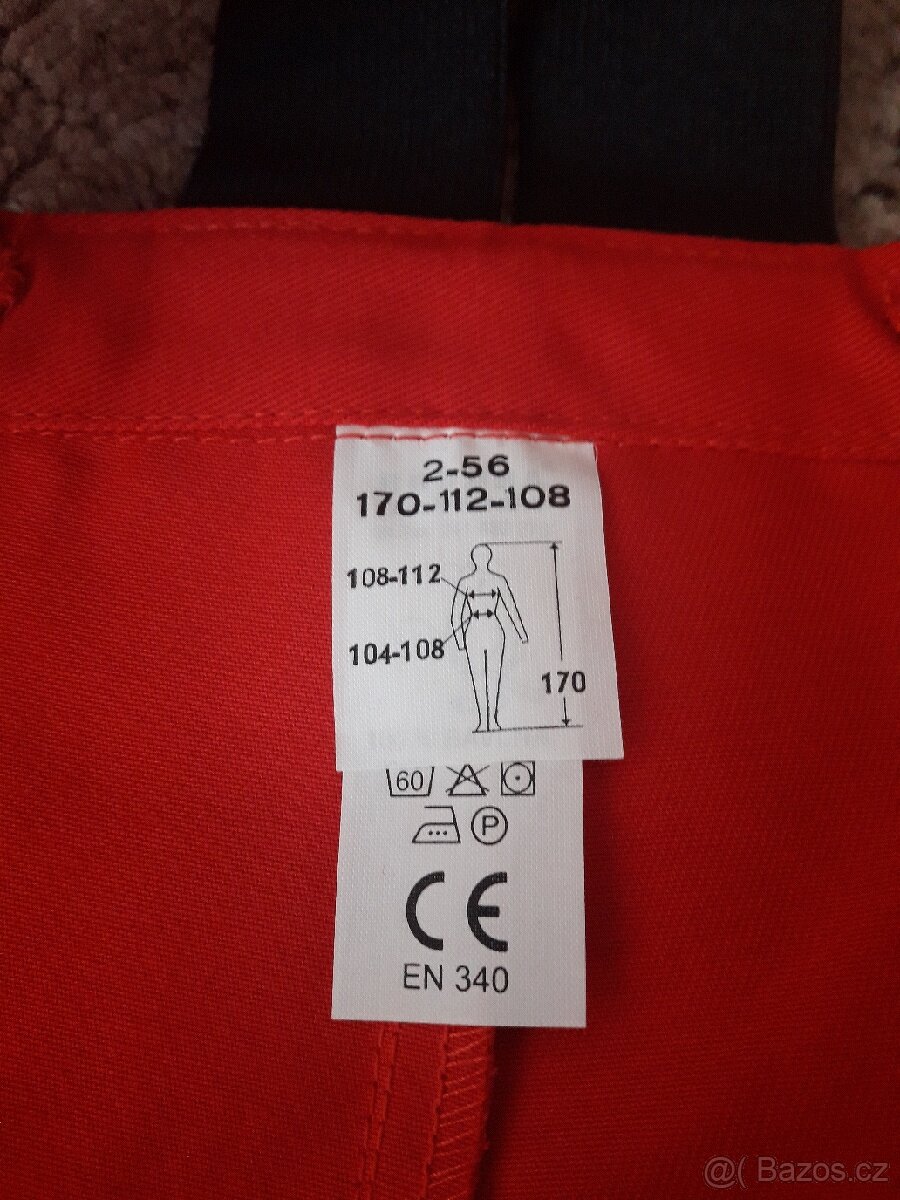 2-56
170-112-108
108-112
104-108
170
60
P
CE
EN 340
@( Bazos.cz